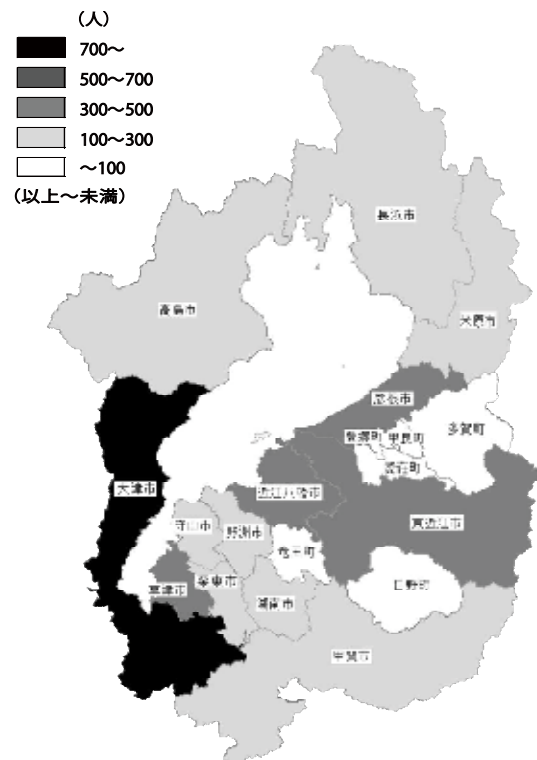 （人）
700〜
500〜700
300〜500
100〜300
〜100
（以上〜未満）
長浜市
高島市
米原市
彦根市
多賀町
豊郷町
甲良町
愛荘町
大津市
近江八幡市
東近江市
守山市
野洲市
竜王町
日野町
草津市
栗東市
湖南市
甲賀市